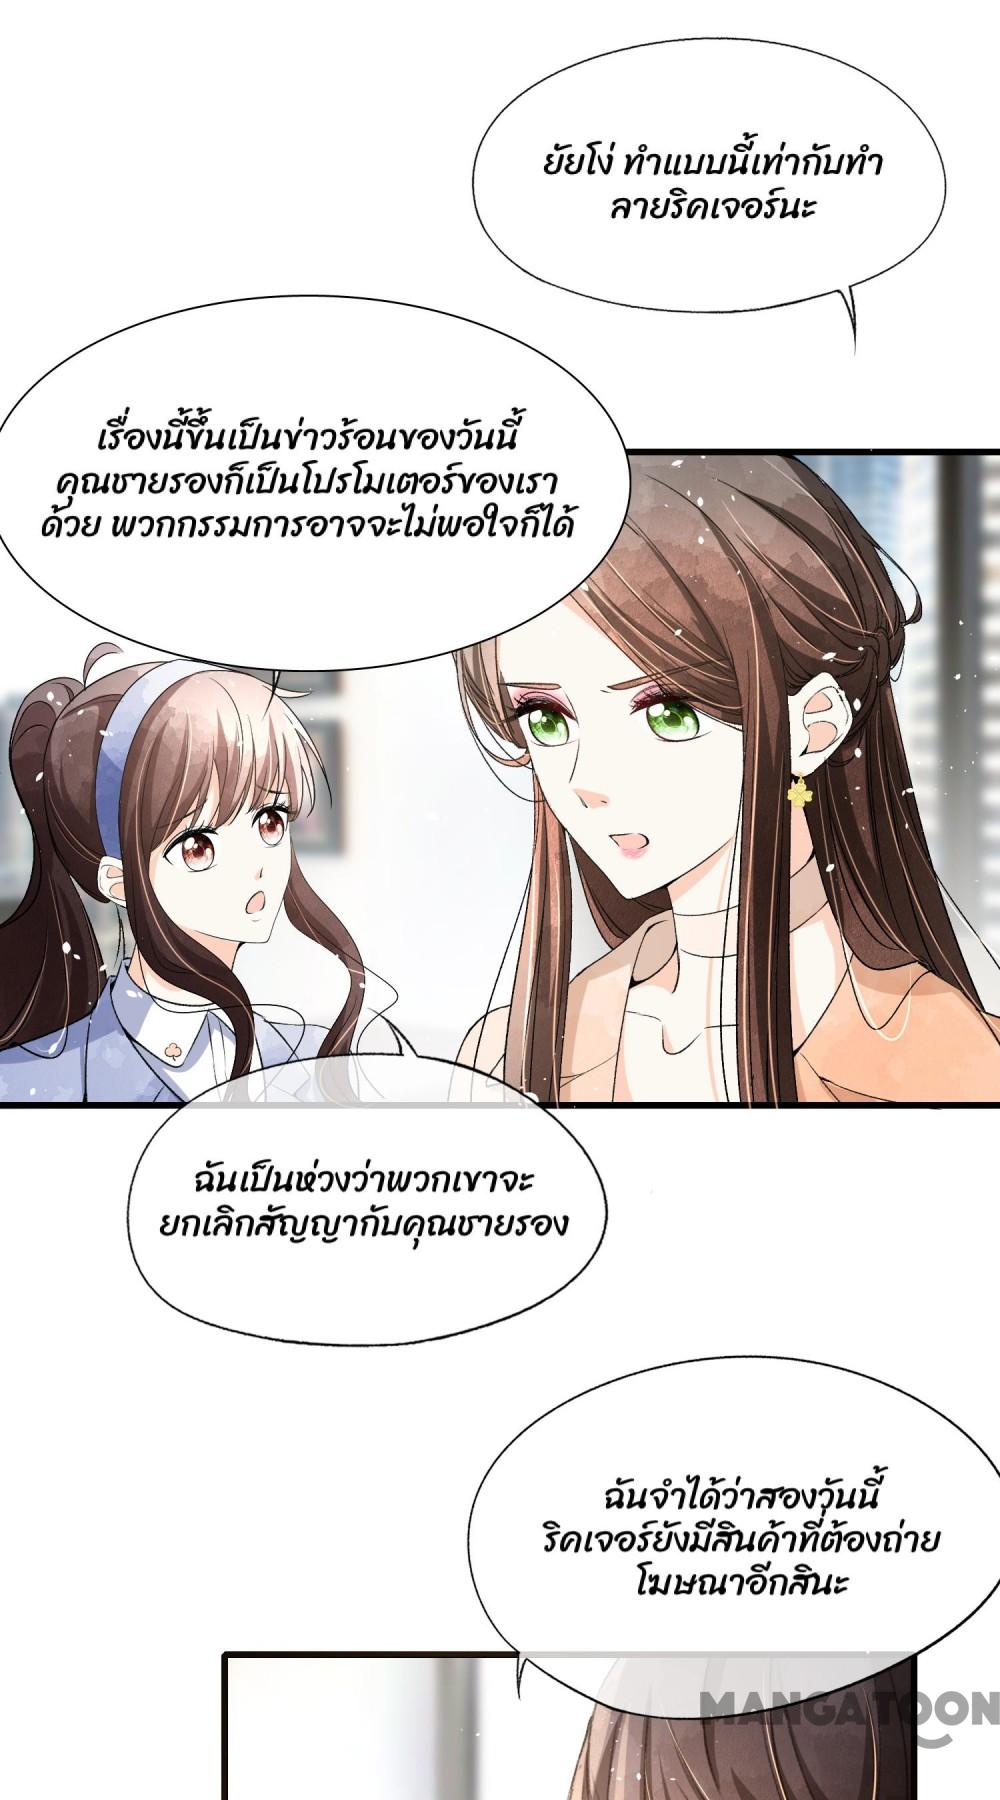 ยัยโง่ ทำแบบนี้เท่ากับทำ
ลายริคเจอร์นะ
เรื่องนี้ขึ้นเป็นข่าวร้อนของวันนี้
คุณชายรองก็เป็นโปรโมเตอร์ของเรา
ด้วย พวกกรรมการอาจจะไม่พอใจก็ได้
ฉันเป็นห่วงว่าพวกเขาจะ
ยกเลิกสัญญากับคุณชายรอง
ฉันจำได้ว่าสองวันนี้
ริคเจอร์ยังมีสินค้าที่ต้องถ่าย
โฆษณาอีกสินะ
MANGATOON